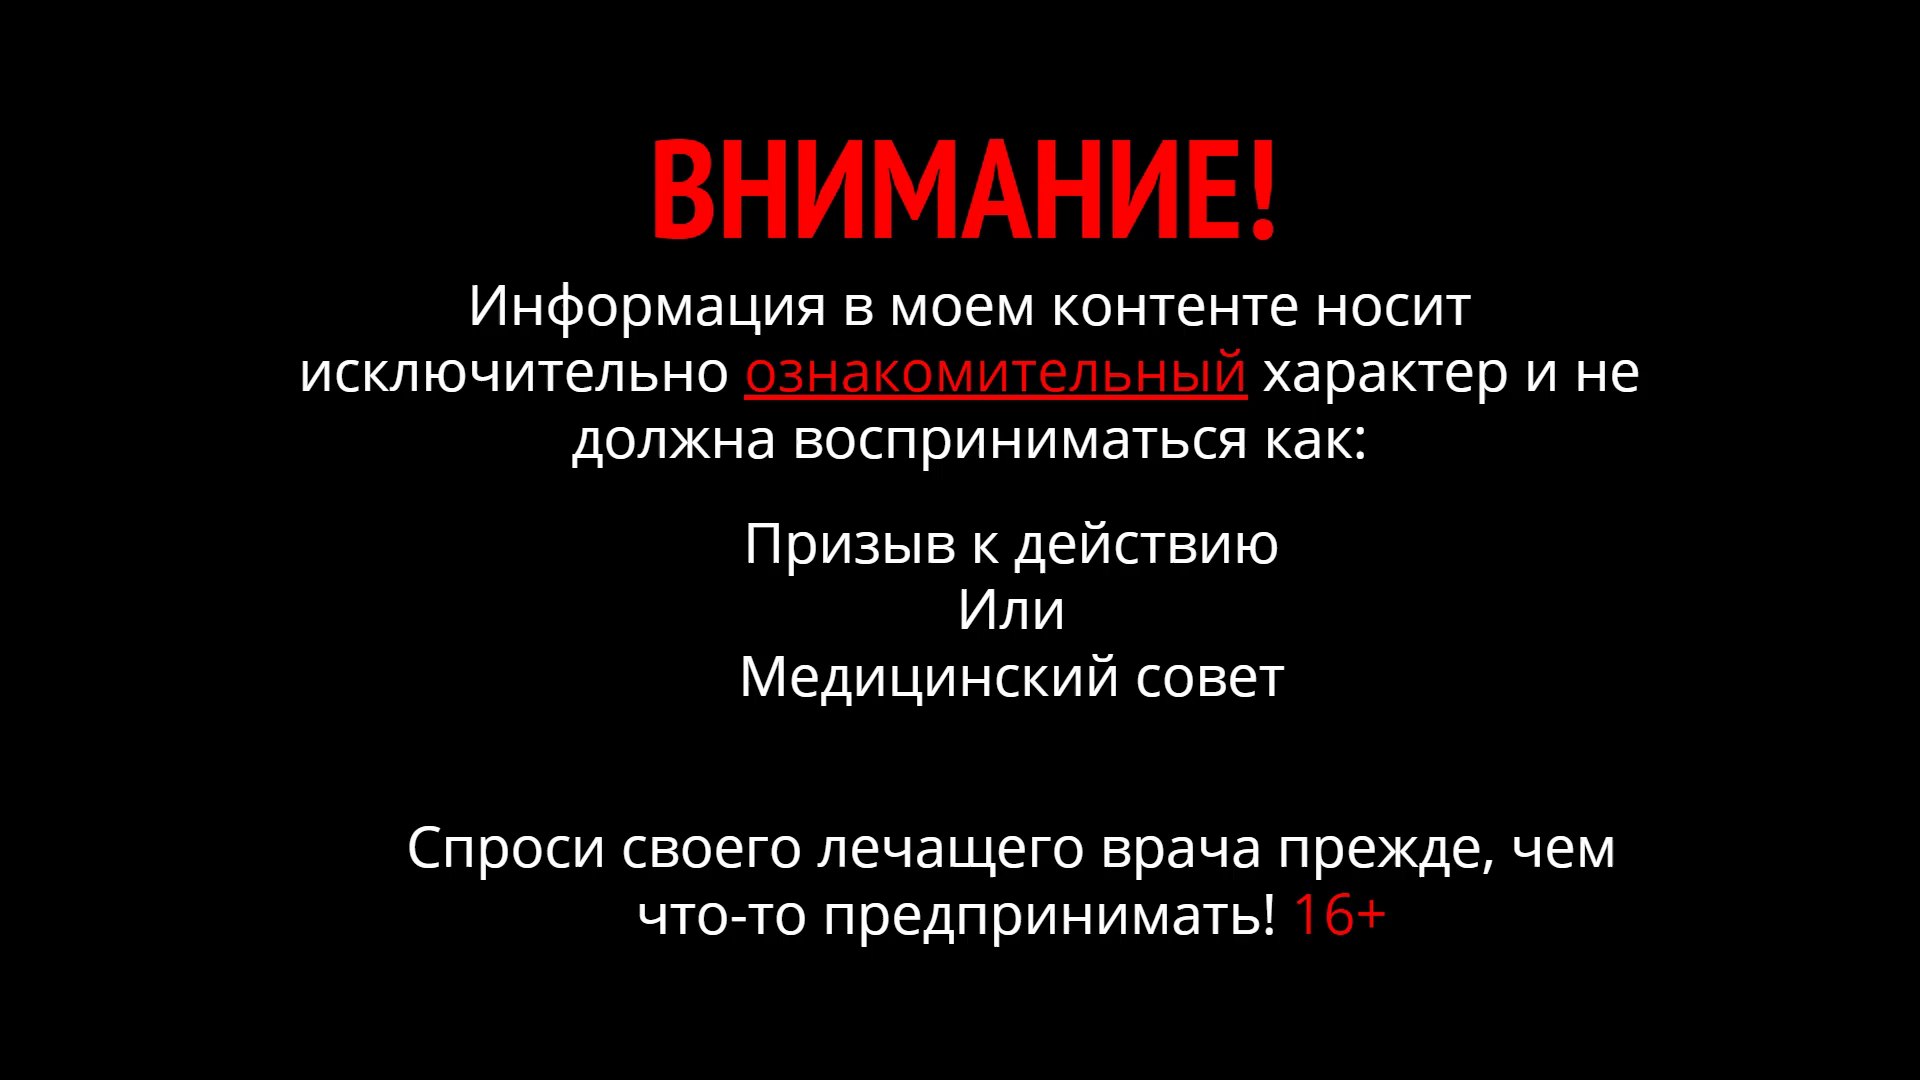 ВНИМАНИЕ!
Информация в моем контенте носит
исключительно ознакомительный характер и не
должна восприниматься как:
Призыв к действию
Или
Медицинский совет
Спроси своего лечащего врача прежде, чем
что-то предпринимать! 16+